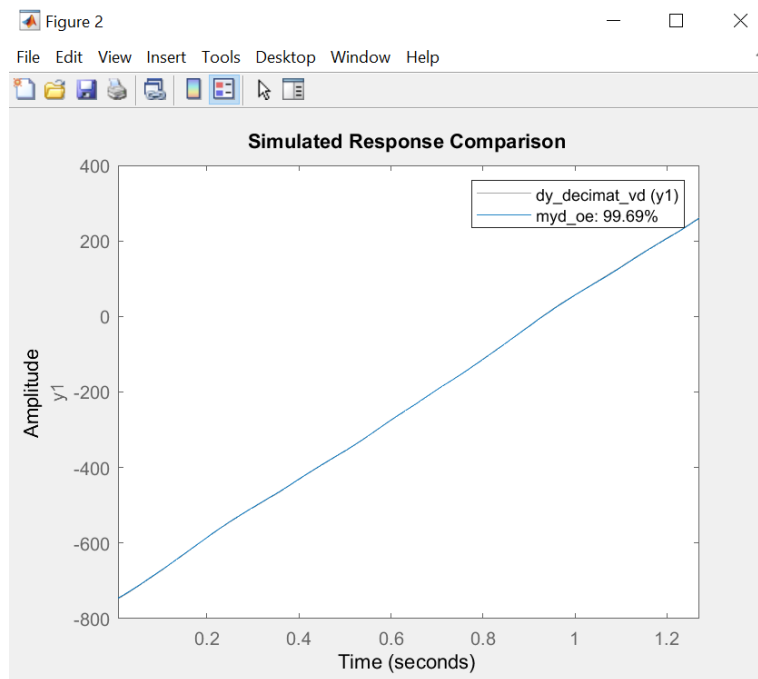 Figure 2
File Edit View Insert Tools Desktop Window Help
Simulated Response Comparison
400
200
0
-200
-400
-600
-800
Amplitude
y1
dy_decimat_vd (y1)
myd_oe: 99.69%
0.2 0.4 0.6 0.8 1 1.2
Time (seconds)